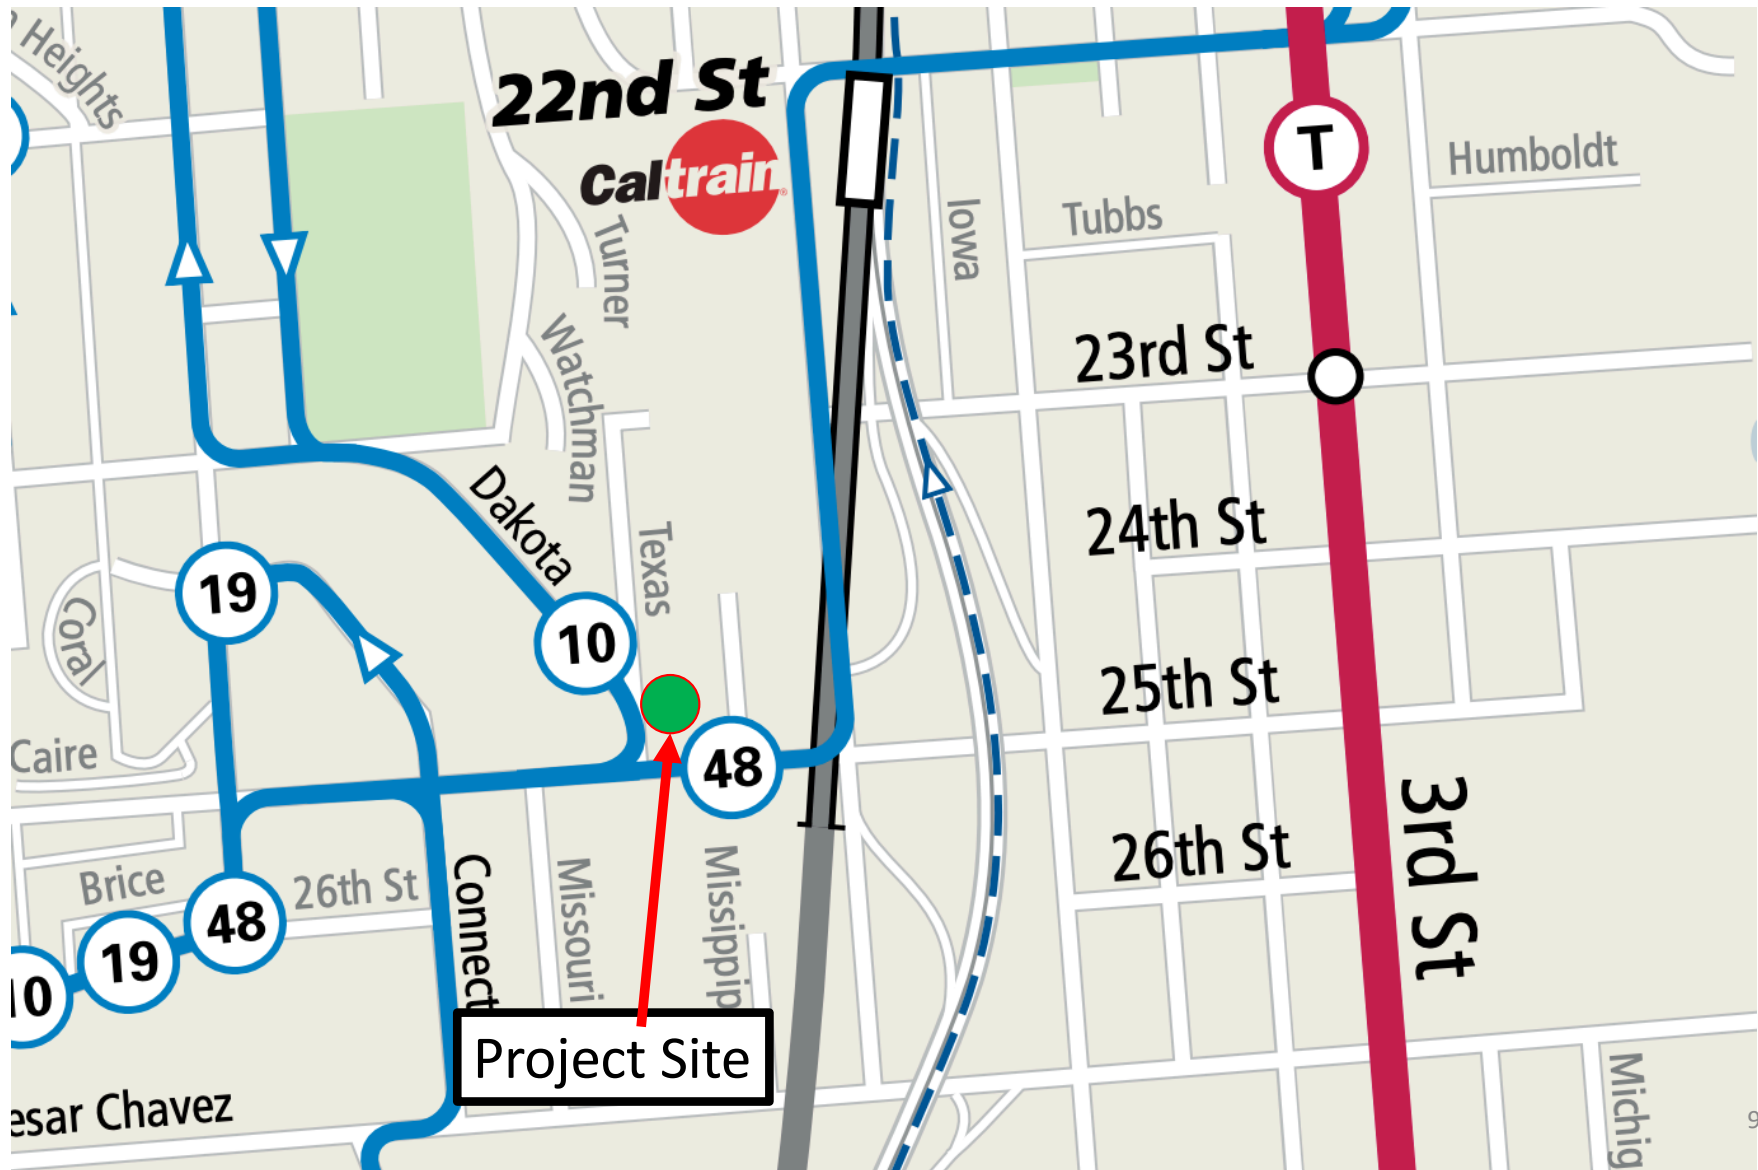 Heights
22nd St
Caltrain
T
Humboldt
Tubbs
Iowa
Turner
Watchman
23rd St
Dakota
24th St
Texas
19
10
Coral
25th St
Caire
48
3rd St
26th St
Brice
26th St
Connect
Missouri
Mississipp
48
19
10
Project Site
esar Chavez
Michig
9